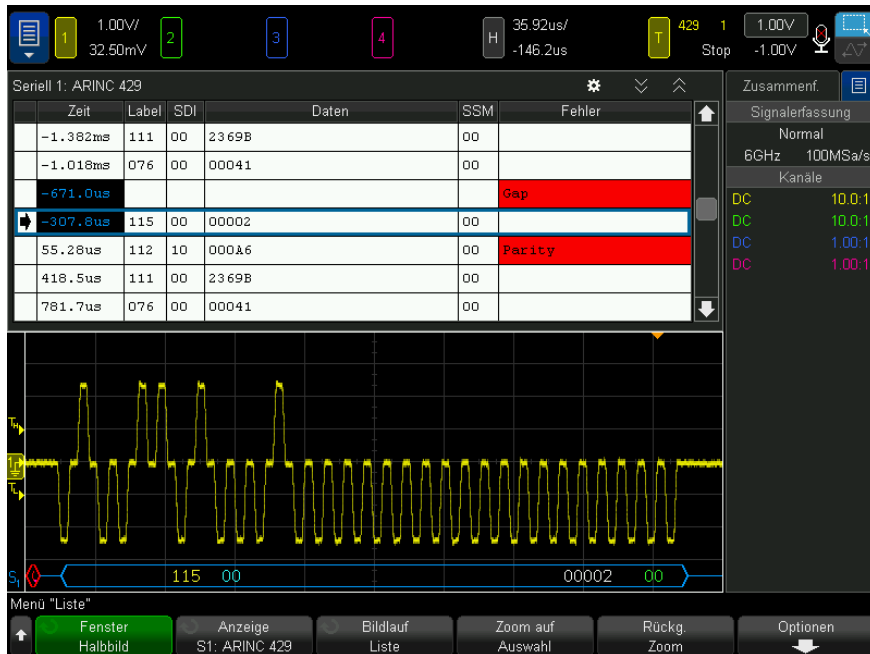 1 1.00V/ 2 3 4 H 35.92us/ T 429 1 1.00V
32.50mV -146.2us Stop -1.00V
Seriell 1: ARINC 429
Zeit Label SDI Daten SSM Fehler
-1.382ms 111 00 2369B 00
-1.018ms 076 00 00041 00
-671.0us Gap
-307.8us 115 00 00002 00
55.28us 112 10 000A6 00 Parity
418.5us 111 00 2369B 00
781.7us 076 00 00041 00
Zusammenf.
Signalerfassung
Normal
6GHz 100MSa/s
Kanäle
DC 10.0:1
DC 10.0:1
DC 1.00:1
DC 1.00:1
TH
1
TL
S1 115 00 00002 00
Menü "Liste"
Fenster Anzeige Bildlauf Zoom auf Rückg. Optionen
Halbbild S1: ARINC 429 Liste Auswahl Zoom